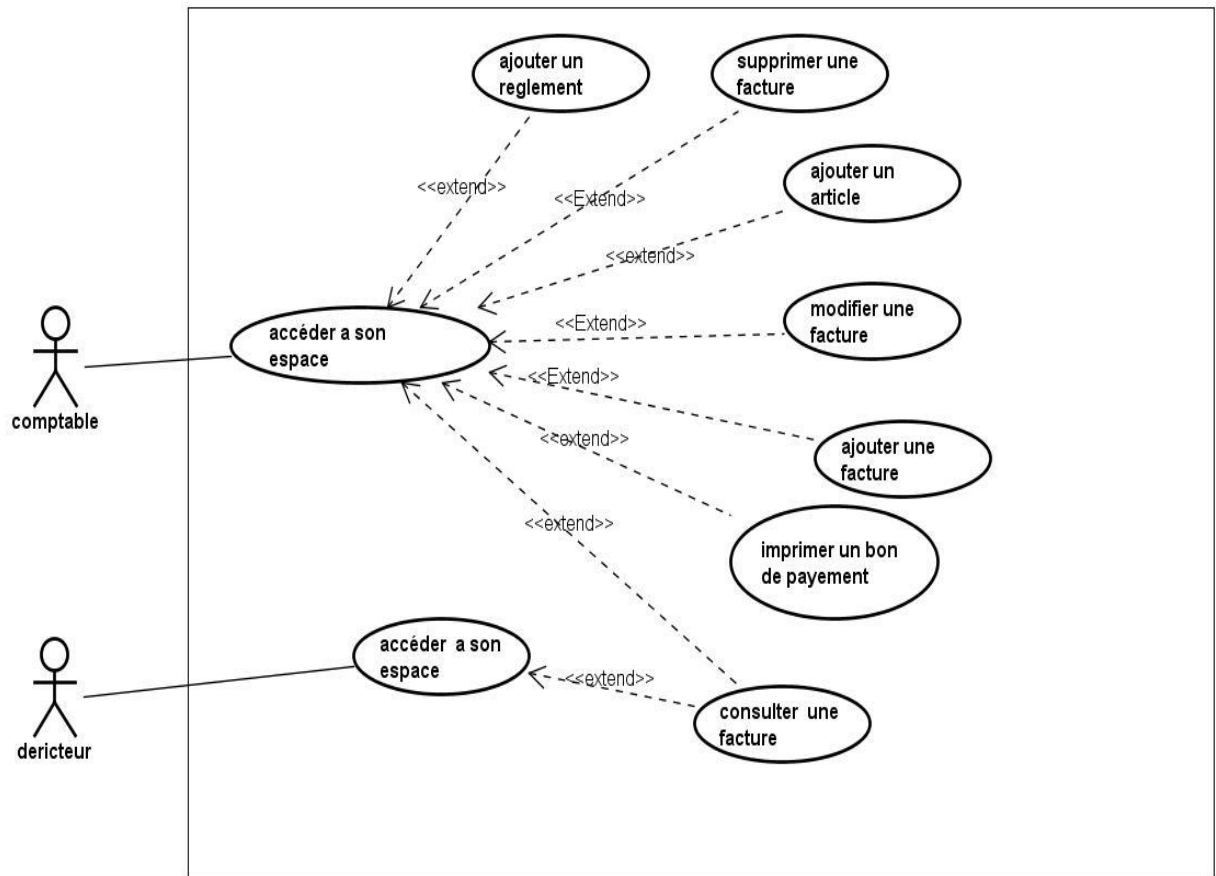 ajouter un
reglement
supprimer une
facture
ajouter un
article
<<extend>>
<<Extend>>
<<extend>>
modifier une
facture
<<Extend>>
accéder a son
espace
<<Extend>>
comptable
ajouter une
facture
<<extend>>
<<extend>>
imprimer un bon
de payement
accéder a son
espace
<<extend>>
consulter une
facture
dericteur